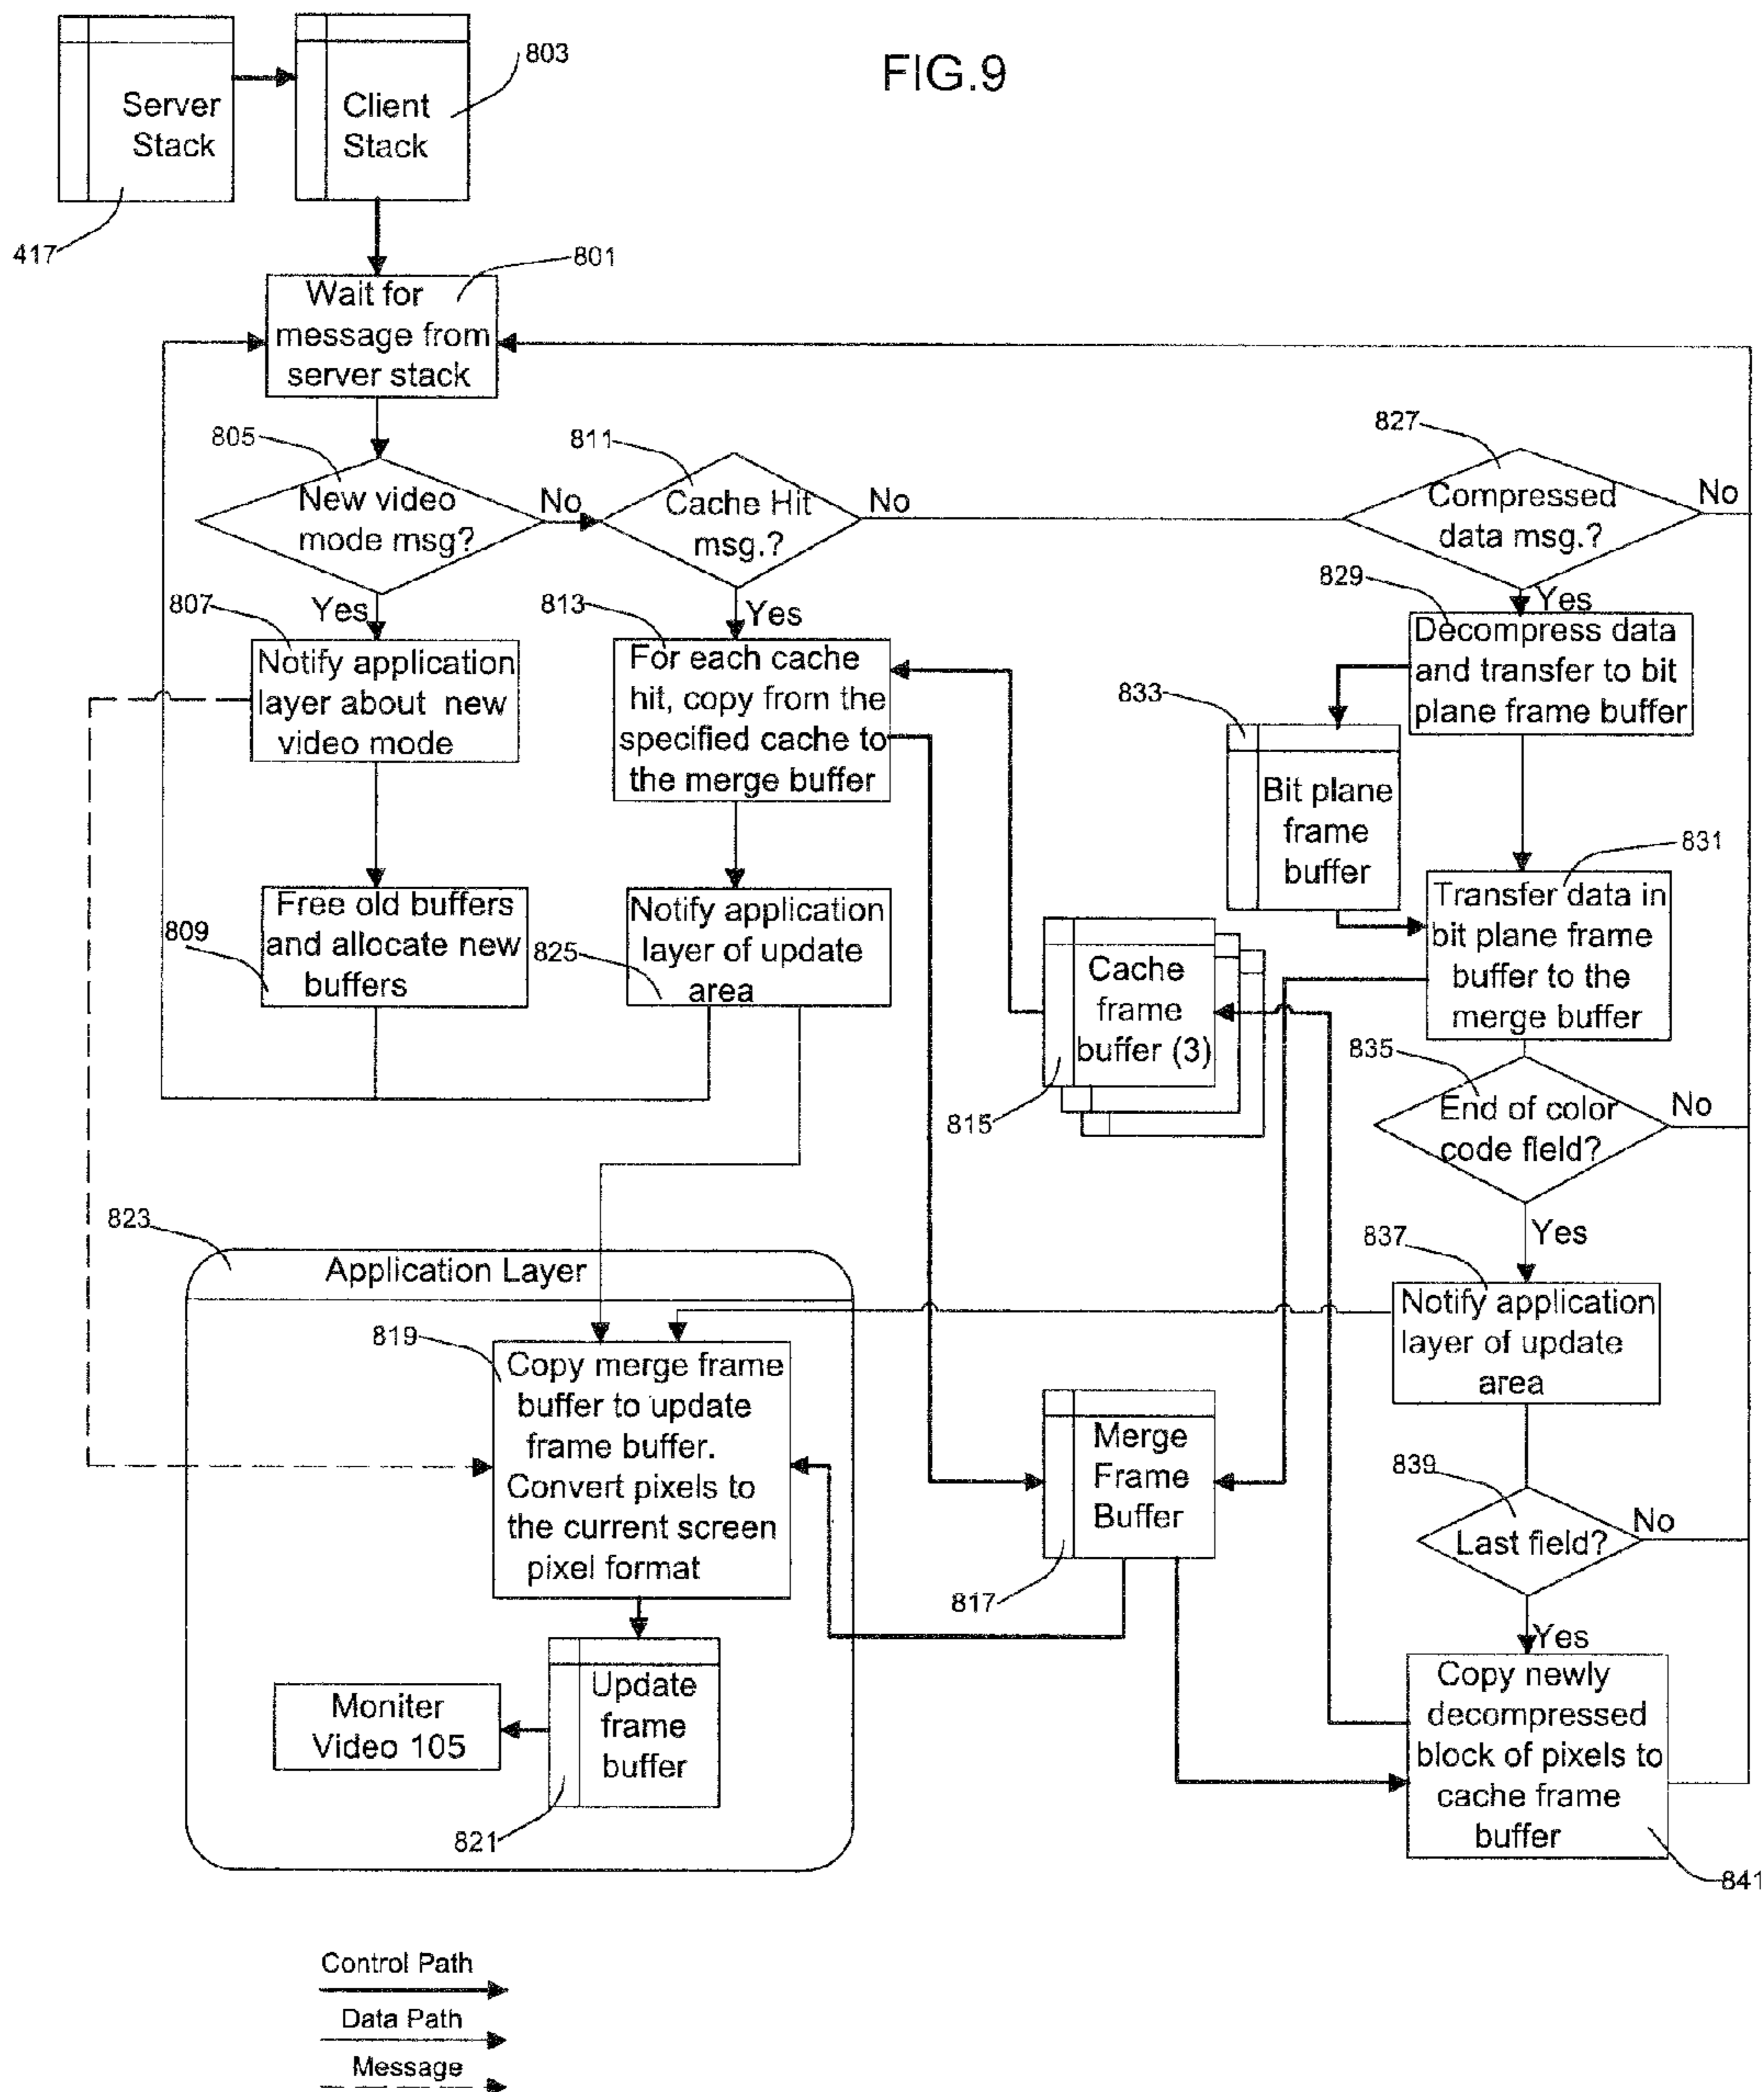 FIG.9
Server
Stack
417
Client
Stack
803
Wait for
message from
server stack
801
New video
mode msg?
805
No
Yes
Cache Hit
msg.?
811
No
Yes
Compressed
data msg.?
827
No
Yes
Notify application
layer about new
video mode
807
For each cache
hit, copy from the
specified cache to
the merge buffer
813
Decompress data
and transfer to bit
plane frame buffer
829
Bit plane
frame
buffer
833
Free old buffers
and allocate new
buffers
809
Notify application
layer of update
area
825
Transfer data in
bit plane frame
buffer to the
merge buffer
831
Cache
frame
buffer (3)
815
End of color
code field?
835
No
Yes
Application Layer
823
Notify application
layer of update
area
837
Copy merge frame
buffer to update
frame buffer.
Convert pixels to
the current screen
pixel format
819
Merge
Frame
Buffer
817
Last field?
839
No
Yes
Moniter
Video 105
Update
frame
buffer
821
Copy newly
decompressed
block of pixels to
cache frame
buffer
841
Control Path
Data Path
Message